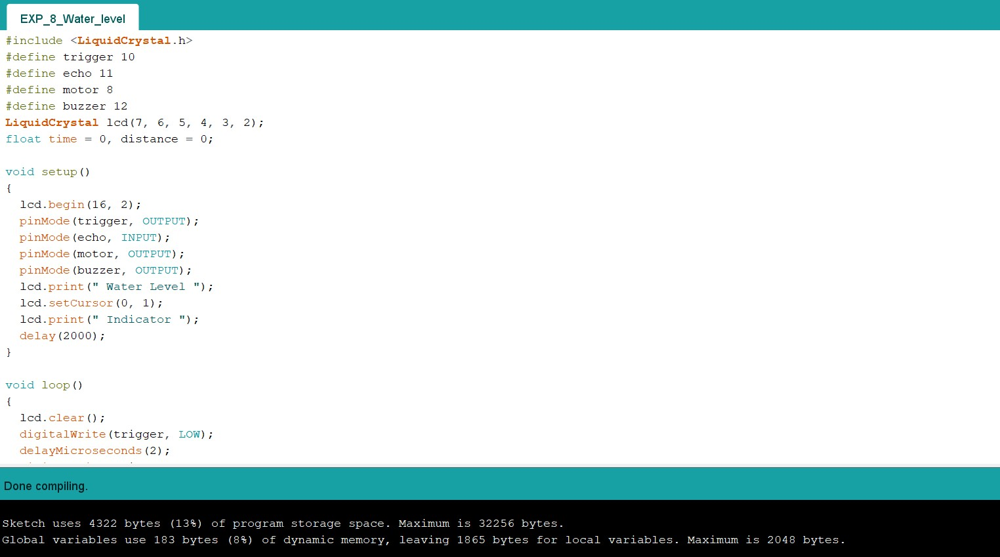 EXP_8_Water_level
#include <LiquidCrystal.h>
#define trigger 10
#define echo 11
#define motor 8
#define buzzer 12
LiquidCrystal lcd(7, 6, 5, 4, 3, 2);
float time = 0, distance = 0;
void setup()
{
lcd.begin(16, 2);
pinMode(trigger, OUTPUT);
pinMode(echo, INPUT);
pinMode(motor, OUTPUT);
pinMode(buzzer, OUTPUT);
lcd.print(" Water Level ");
lcd.setCursor(0, 1);
lcd.print(" Indicator ");
delay(2000);
}
void loop()
{
lcd.clear();
digitalWrite(trigger, LOW);
delayMicroseconds(2);
Done compiling.
Sketch uses 4322 bytes (13%) of program storage space. Maximum is 32256 bytes.
Global variables use 183 bytes (8%) of dynamic memory, leaving 1865 bytes for local variables. Maximum is 2048 bytes.